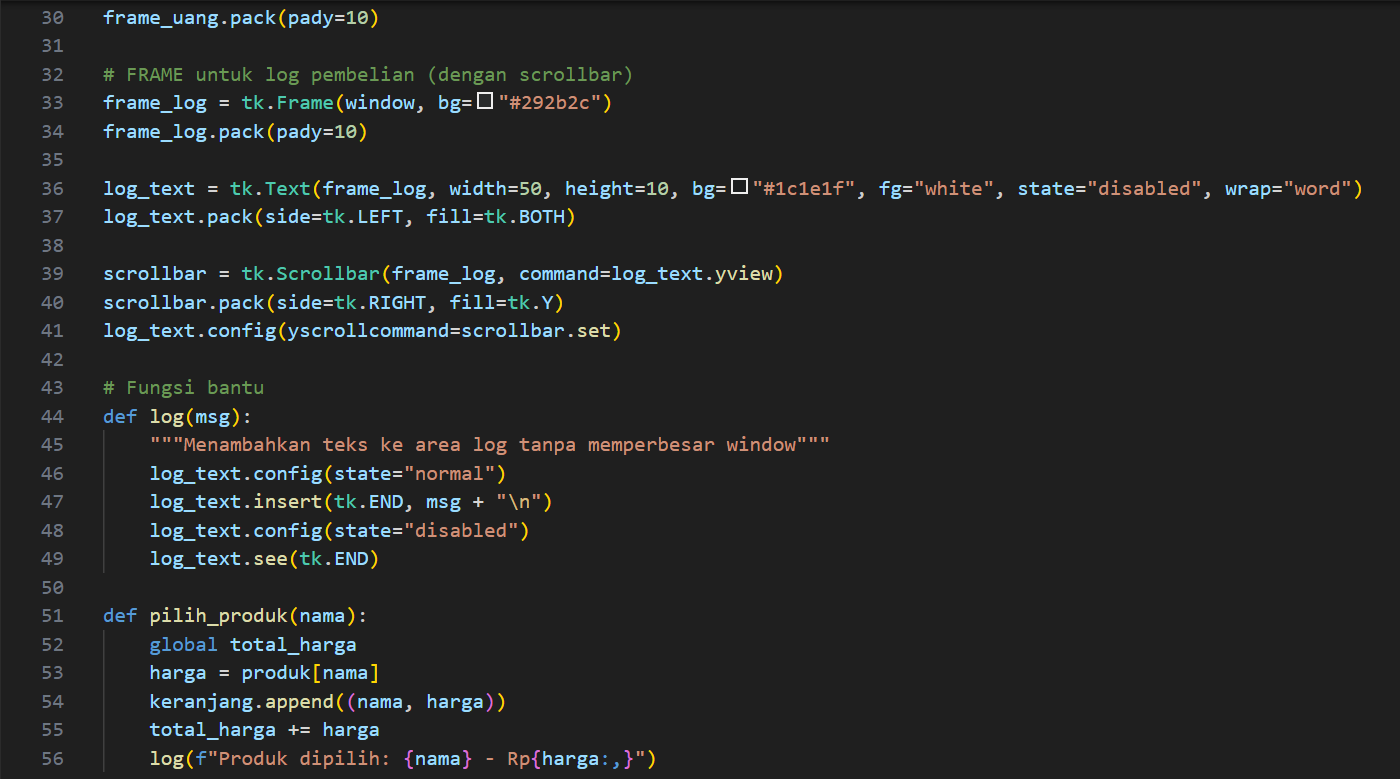 30 frame_uang.pack(pady=10)
31
32 # FRAME untuk log pembelian (dengan scrollbar)
33 frame_log = tk.Frame(window, bg="#292b2c")
34 frame_log.pack(pady=10)
35
36 log_text = tk.Text(frame_log, width=50, height=10, bg="#1c1e1f", fg="white", state="disabled", wrap="word")
37 log_text.pack(side=tk.LEFT, fill=tk.BOTH)
38
39 scrollbar = tk.Scrollbar(frame_log, command=log_text.yview)
40 scrollbar.pack(side=tk.RIGHT, fill=tk.Y)
41 log_text.config(yscrollcommand=scrollbar.set)
42
43 # Fungsi bantu
44 def log(msg):
45     """Menambahkan teks ke area log tanpa memperbesar window"""
46     log_text.config(state="normal")
47     log_text.insert(tk.END, msg + "\n")
48     log_text.config(state="disabled")
49     log_text.see(tk.END)
50
51 def pilih_produk(nama):
52     global total_harga
53     harga = produk[nama]
54     keranjang.append((nama, harga))
55     total_harga += harga
56     log(f"Produk dipilih: {nama} - Rp{harga:,}")